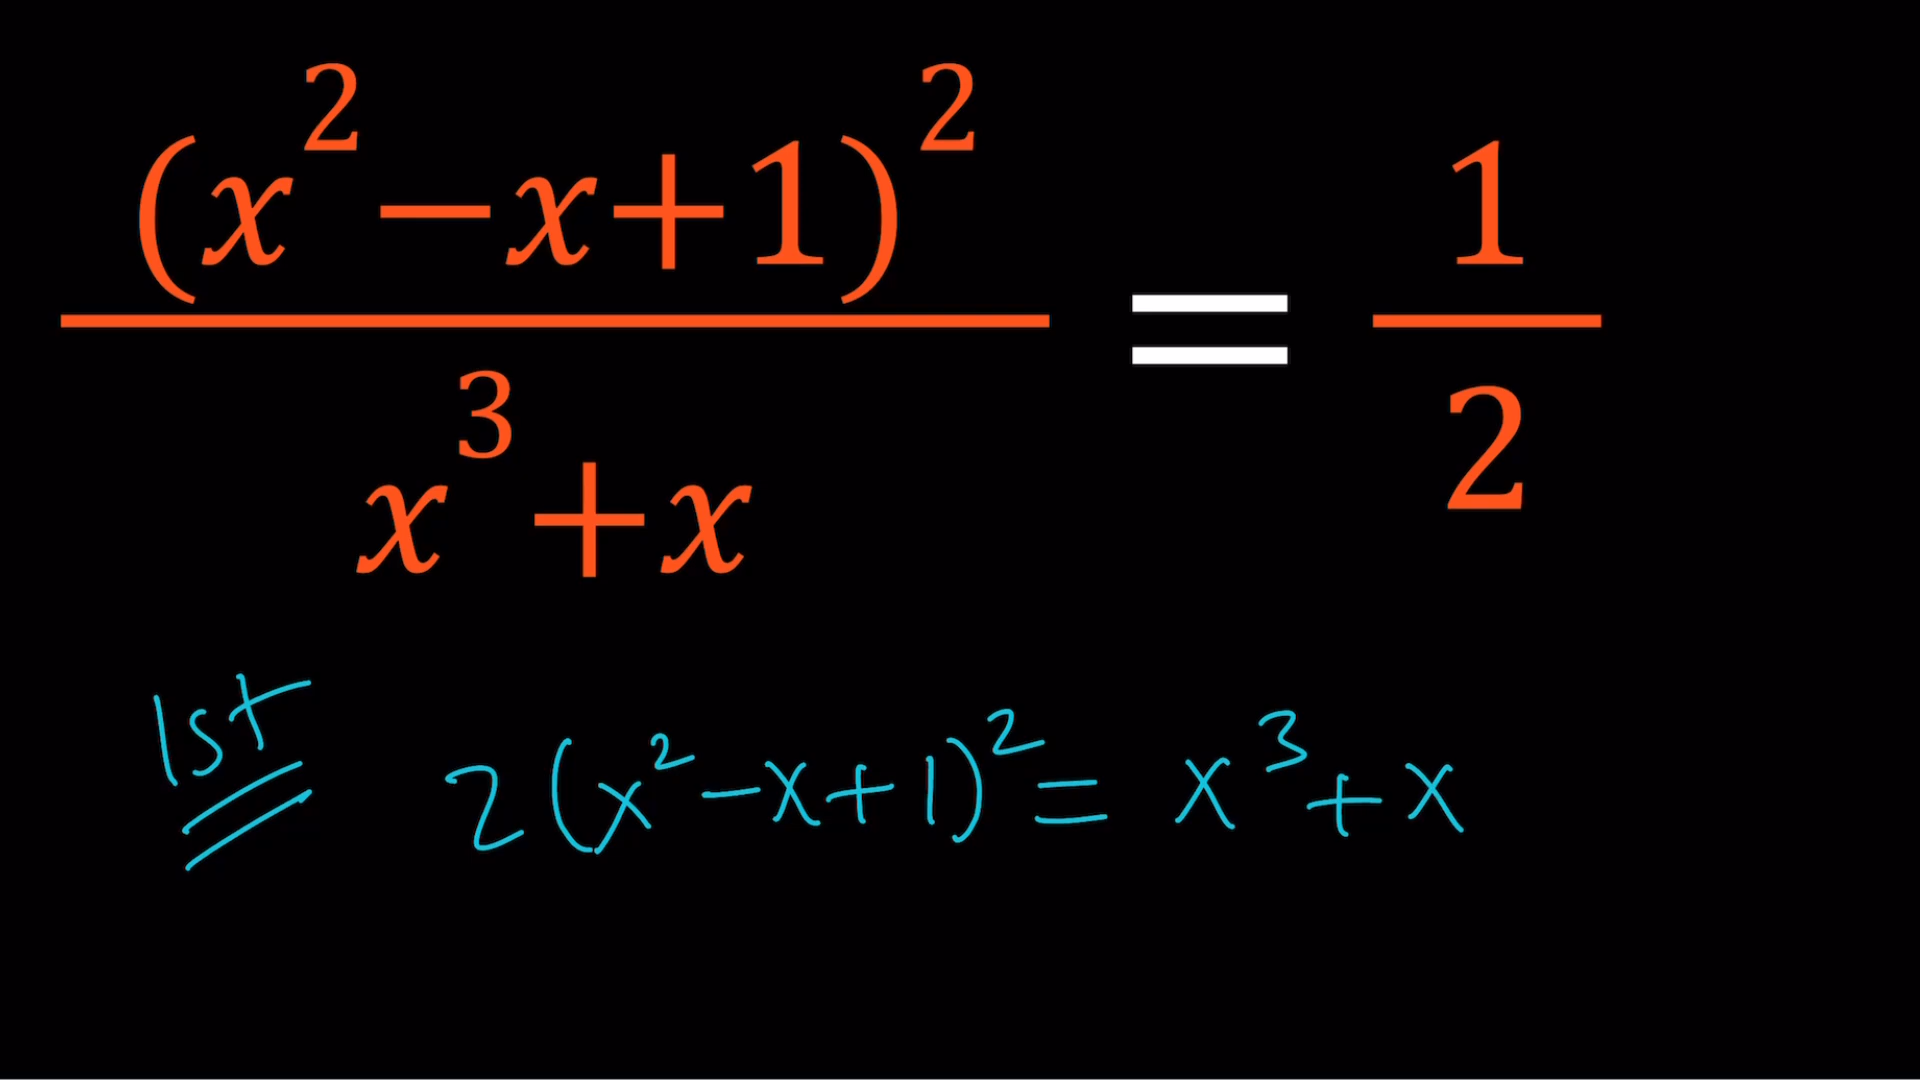 (x²−x+1)² / x³+x = 1/2
1st 2(x²−x+1)² = x³+x